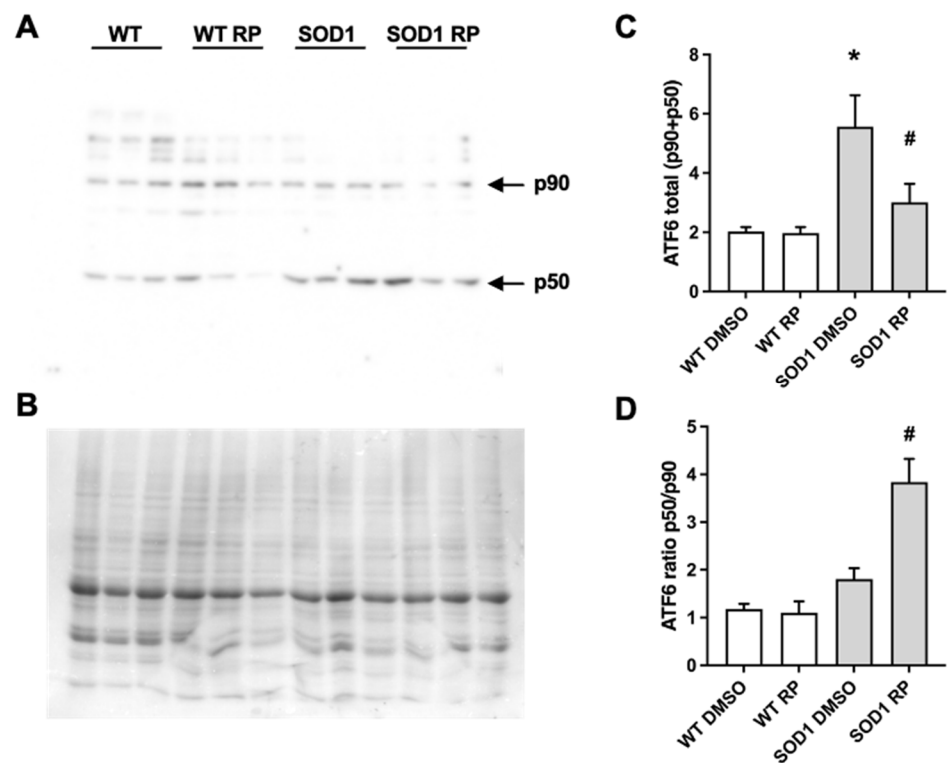 A
WT WT RP SOD1 SOD1 RP
p90
p50
B
C
ATF6 total (p90+p50)
8
6
4
2
0
*
#
WT DMSO
WT RP
SOD1 DMSO
SOD1 RP
D
ATF6 ratio p50/p90
5
4
3
2
1
0
#
WT DMSO
WT RP
SOD1 DMSO
SOD1 RP